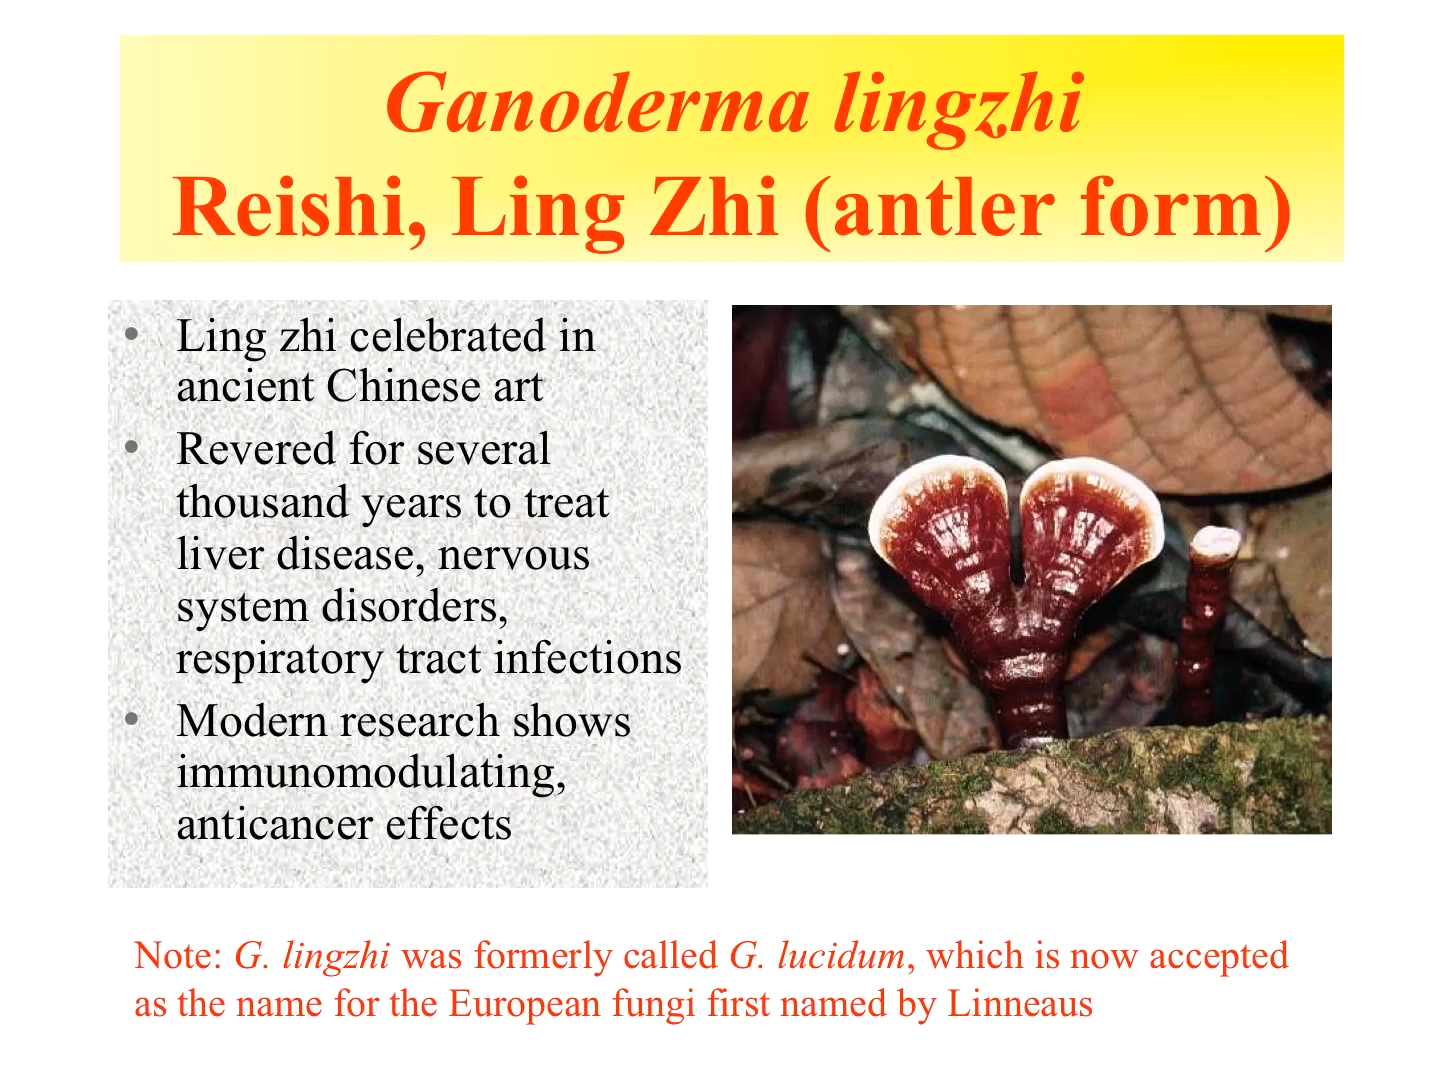 Ganoderma lingzhi
Reishi, Ling Zhi (antler form)
• Ling zhi celebrated in
ancient Chinese art
• Revered for several
thousand years to treat
liver disease, nervous
system disorders,
respiratory tract infections
• Modern research shows
immunomodulating,
anticancer effects
Note: G. lingzhi was formerly called G. lucidum, which is now accepted
as the name for the European fungi first named by Linneaus